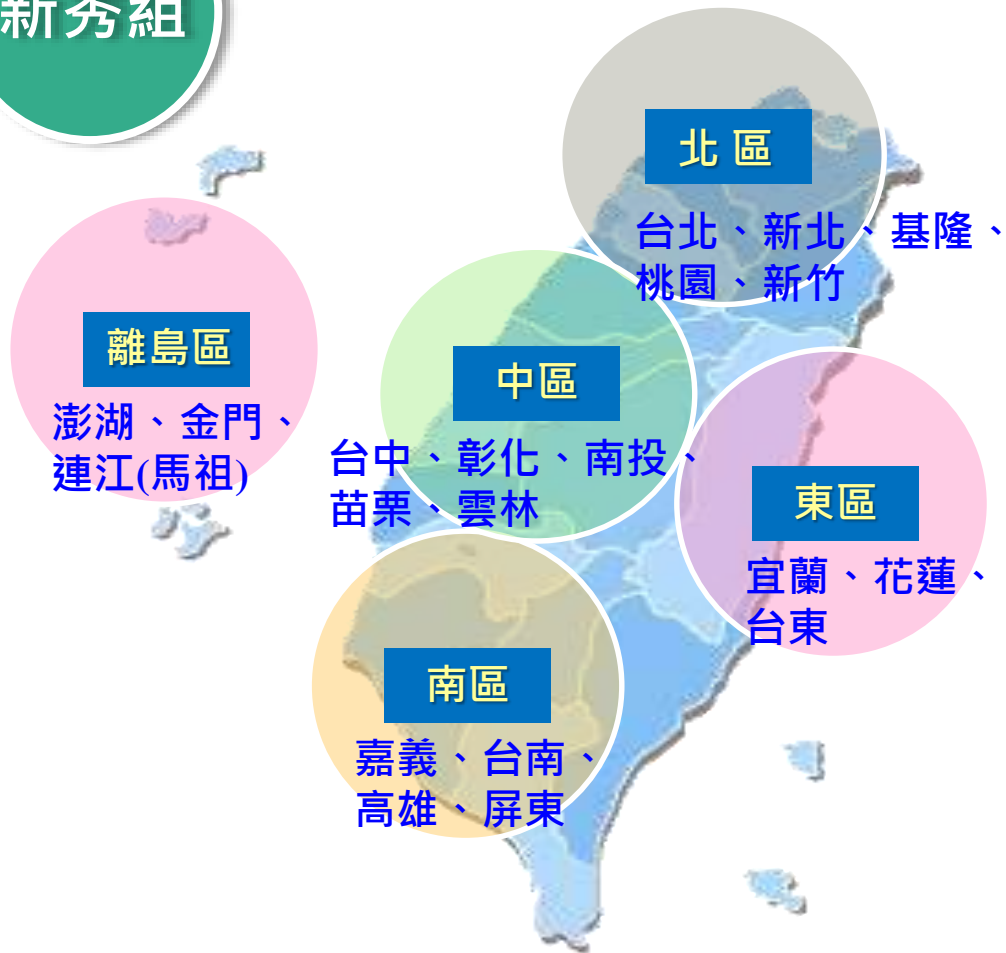 新秀組
北區
台北、新北、基隆、
桃園、新竹
離島區
澎湖、金門、
連江(馬祖)
中區
台中、彰化、南投、
苗栗、雲林
東區
宜蘭、花蓮、
台東
南區
嘉義、台南、
高雄、屏東